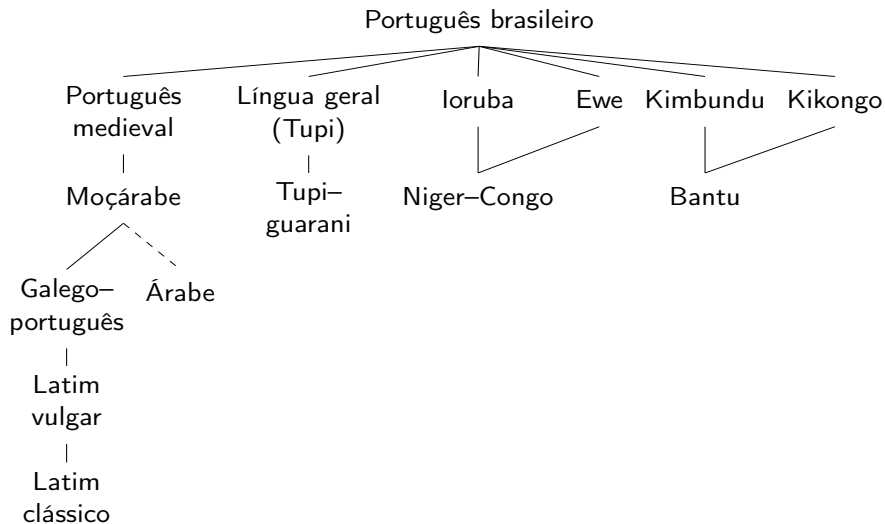 Português brasileiro
Português
medieval
Língua geral
(Tupi)
Ioruba
Ewe
Kimbundu
Kikongo
Moçárabe
Tupi–
guarani
Niger–Congo
Bantu
Galego–
português
Árabe
Latim
vulgar
Latim
clássico